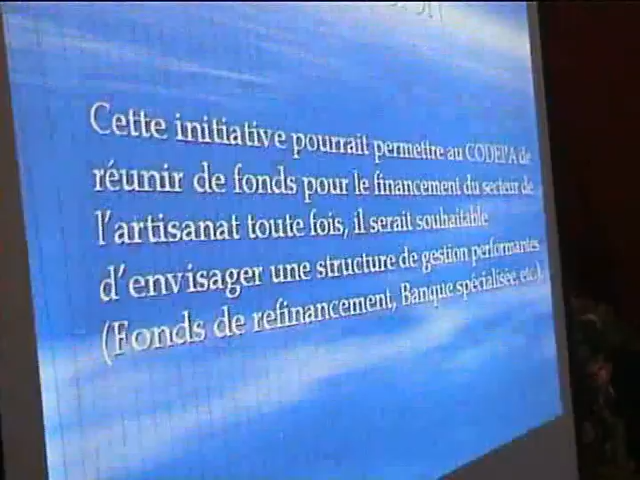 Cette initiative pourrait permettre au CODEPA de
réunir de fonds pour le financement du secteur de
l'artisanat toute fois, il serait souhaitable
d'envisager une structure de gestion performantes
(Fonds de refinancement, Banque spécialisée, etc).